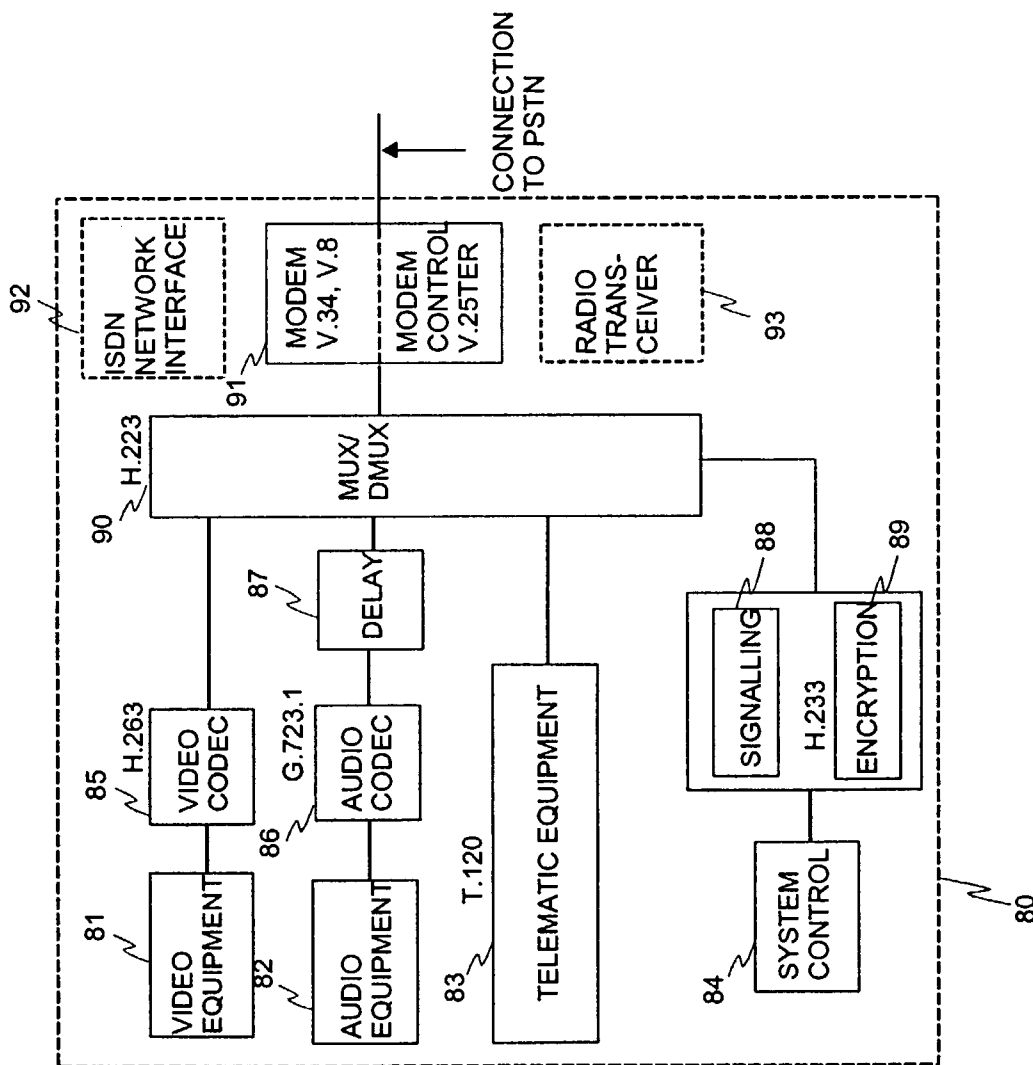 81
VIDEO
EQUIPMENT
85
H.263
VIDEO
CODEC
82
AUDIO
EQUIPMENT
86
G.723.1
AUDIO
CODEC
87
DELAY
83
T.120
TELEMATIC EQUIPMENT
84
SYSTEM
CONTROL
88
SIGNALLING
H.233
89
ENCRYPTION
90
H.223
MUX/
DMUX
92
ISDN
NETWORK
INTERFACE
91
MODEM
V.34, V.8
MODEM
CONTROL
V.25TER
RADIO
TRANS-
CEIVER
93
CONNECTION
TO PSTN
80